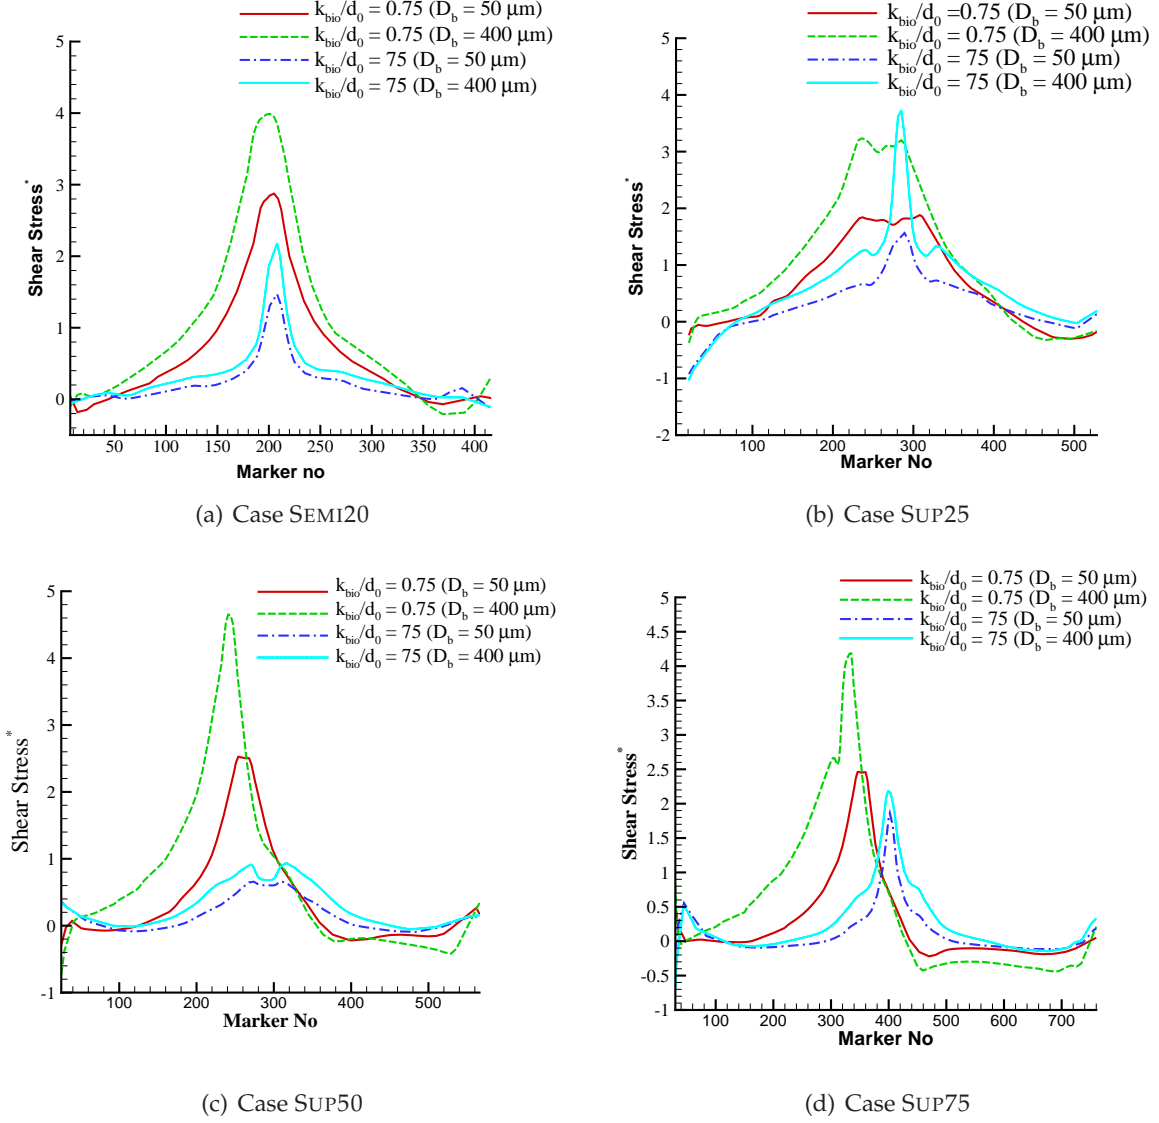 k_bio/d_0 = 0.75 (D_b = 50 μm)
k_bio/d_0 = 0.75 (D_b = 400 μm)
k_bio/d_0 = 75 (D_b = 50 μm)
k_bio/d_0 = 75 (D_b = 400 μm)
5
4
3
2
1
0
Shear Stress*
50 100 150 200 250 300 350 400
Marker no
(a) Case SEMI20
k_bio/d_0 =0.75 (D_b = 50 μm)
k_bio/d_0 = 0.75 (D_b = 400 μm)
k_bio/d_0 = 75 (D_b = 50 μm)
k_bio/d_0 = 75 (D_b = 400 μm)
5
4
3
2
1
0
-1
-2
Shear Stress*
100 200 300 400 500
Marker No
(b) Case SUP25
k_bio/d_0 = 0.75 (D_b = 50 μm)
k_bio/d_0 = 0.75 (D_b = 400 μm)
k_bio/d_0 = 75 (D_b = 50 μm)
k_bio/d_0 = 75 (D_b = 400 μm)
5
4
3
2
1
0
-1
Shear Stress*
100 200 300 400 500
Marker No
(c) Case SUP50
k_bio/d_0 = 0.75 (D_b = 50 μm)
k_bio/d_0 = 0.75 (D_b = 400 μm)
k_bio/d_0 = 75 (D_b = 50 μm)
k_bio/d_0 = 75 (D_b = 400 μm)
5
4.5
4
3.5
3
2.5
2
1.5
1
0.5
0
-0.5
-1
Shear Stress*
100 200 300 400 500 600 700
Marker No
(d) Case SUP75